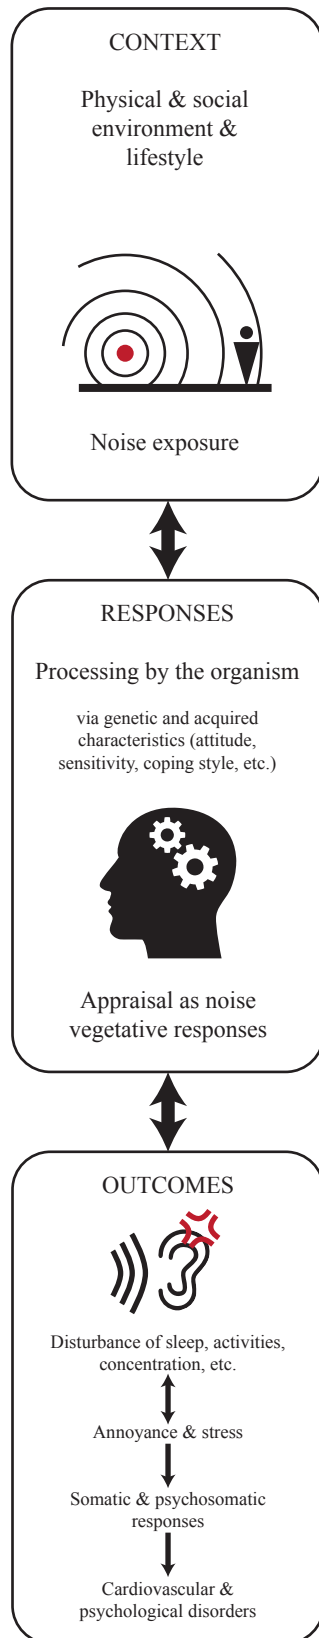 CONTEXT
Physical & social
environment &
lifestyle
Noise exposure
RESPONSES
Processing by the organism
via genetic and acquired
characteristics (attitude,
sensitivity, coping style, etc.)
Appraisal as noise
vegetative responses
OUTCOMES
Disturbance of sleep, activities,
concentration, etc.
Annoyance & stress
Somatic & psychosomatic
responses
Cardiovascular &
psychological disorders